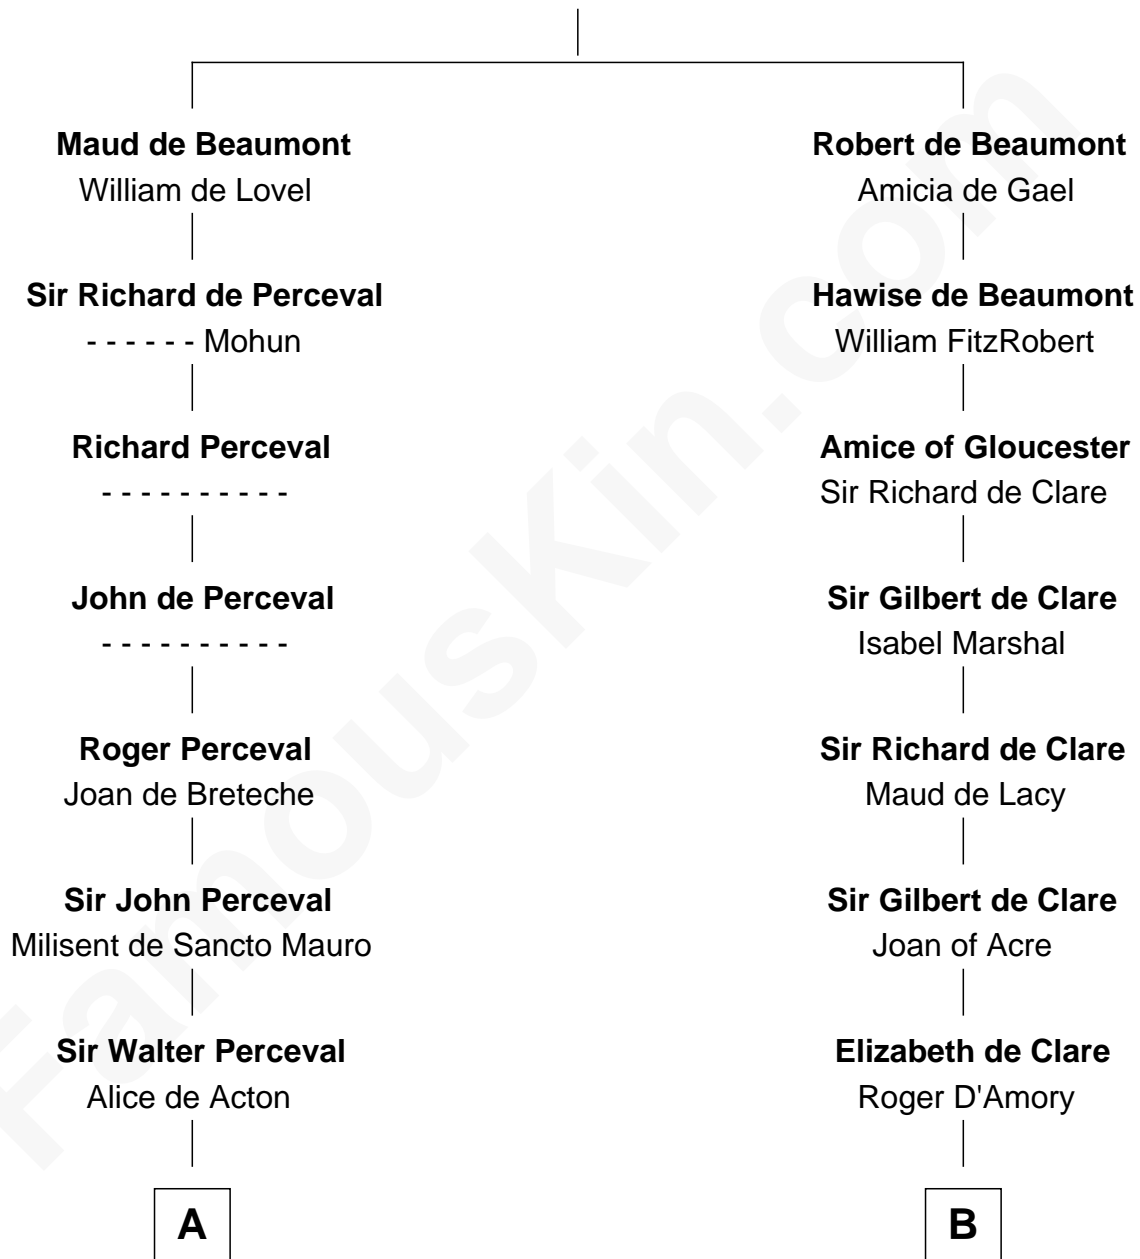 Maud de Beaumont
William de Lovel
Sir Richard de Perceval
- - - - - - Mohun
Richard Perceval
- - - - - - - - - -
John de Perceval
- - - - - - - - - -
Roger Perceval
Joan de Breteche
Sir John Perceval
Milisent de Sancto Mauro
Sir Walter Perceval
Alice de Acton
A
Robert de Beaumont
Amicia de Gael
Hawise de Beaumont
William FitzRobert
Amice of Gloucester
Sir Richard de Clare
Sir Gilbert de Clare
Isabel Marshal
Sir Richard de Clare
Maud de Lacy
Sir Gilbert de Clare
Joan of Acre
Elizabeth de Clare
Roger D'Amory
B
FamousKin.com